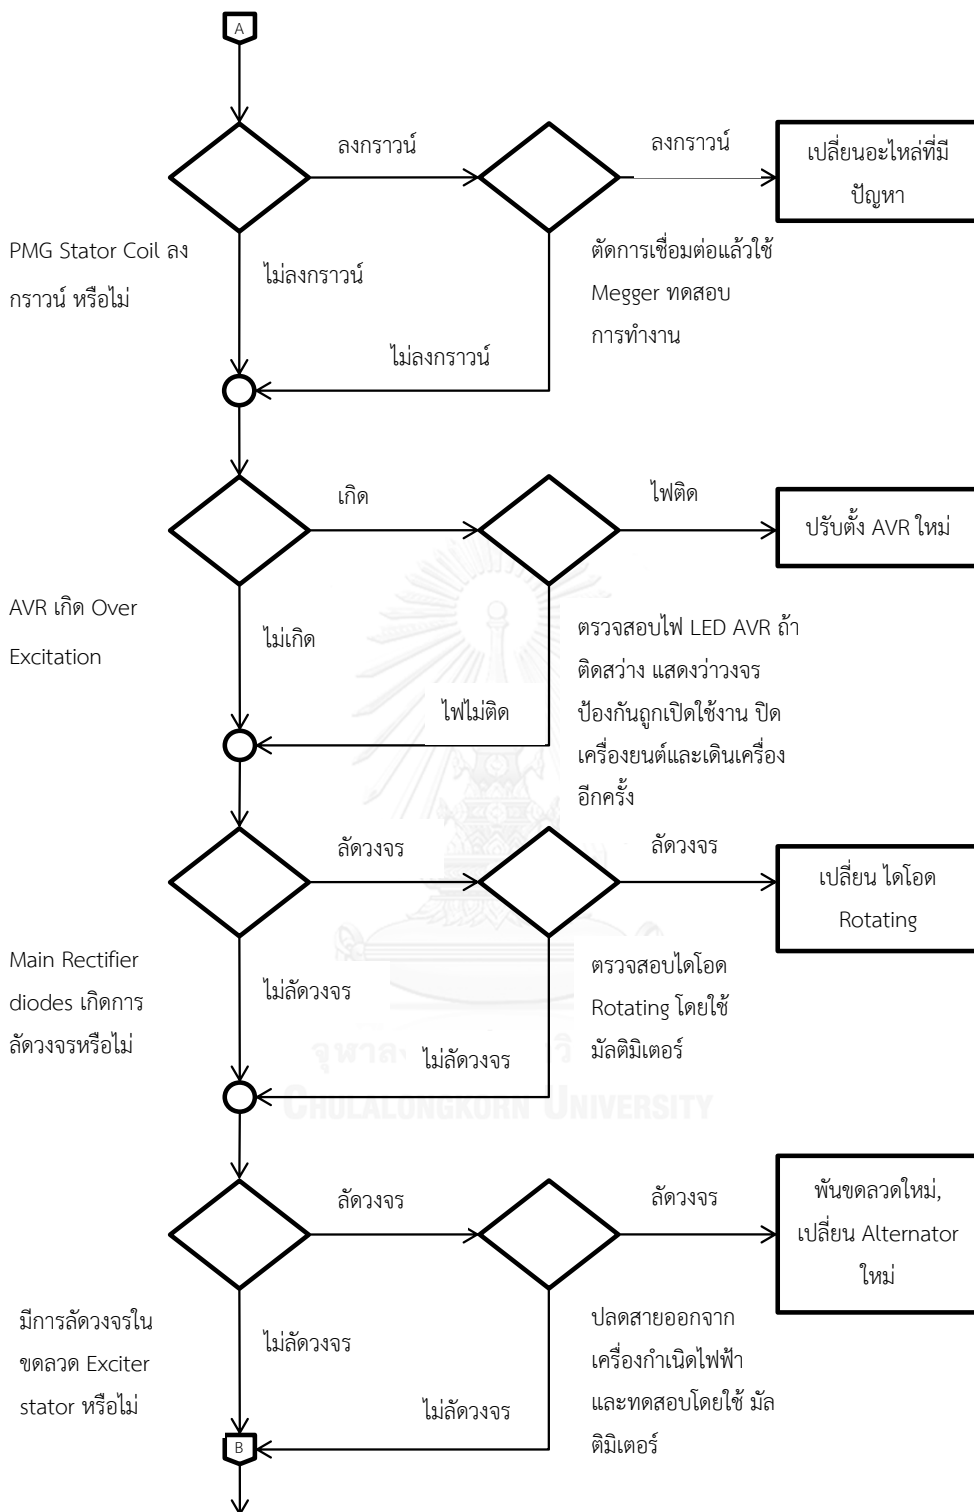 A
ลงกราวน์
ลงกราวน์
เปลี่ยนอะไหล่ที่มี
ปัญหา
PMG Stator Coil ลง
กราวน์ หรือไม่
ไม่ลงกราวน์
ตัดการเชื่อมต่อแล้วใช้
Megger ทดสอบ
การทำงาน
ไม่ลงกราวน์
เกิด
ไฟติด
ปรับตั้ง AVR ใหม่
AVR เกิด Over
Excitation
ไม่เกิด
ตรวจสอบไฟ LED AVR ถ้า
ติดสว่าง แสดงว่าวงจร
ป้องกันถูกเปิดใช้งาน ปิด
เครื่องยนต์และเดินเครื่อง
อีกครั้ง
ไฟไม่ติด
ลัดวงจร
ลัดวงจร
เปลี่ยน ไดโอด
Rotating
Main Rectifier
diodes เกิดการ
ลัดวงจรหรือไม่
ไม่ลัดวงจร
ตรวจสอบไดโอด
Rotating โดยใช้
มัลติมิเตอร์
ไม่ลัดวงจร
CHULALONGKORN UNIVERSITY
ลัดวงจร
ลัดวงจร
พันขดลวดใหม่,
เปลี่ยน Alternator
ใหม่
มีการลัดวงจรใน
ขดลวด Exciter
stator หรือไม่
ไม่ลัดวงจร
ปลดสายออกจาก
เครื่องกำเนิดไฟฟ้า
และทดสอบโดยใช้ มัล
ติมิเตอร์
ไม่ลัดวงจร
B